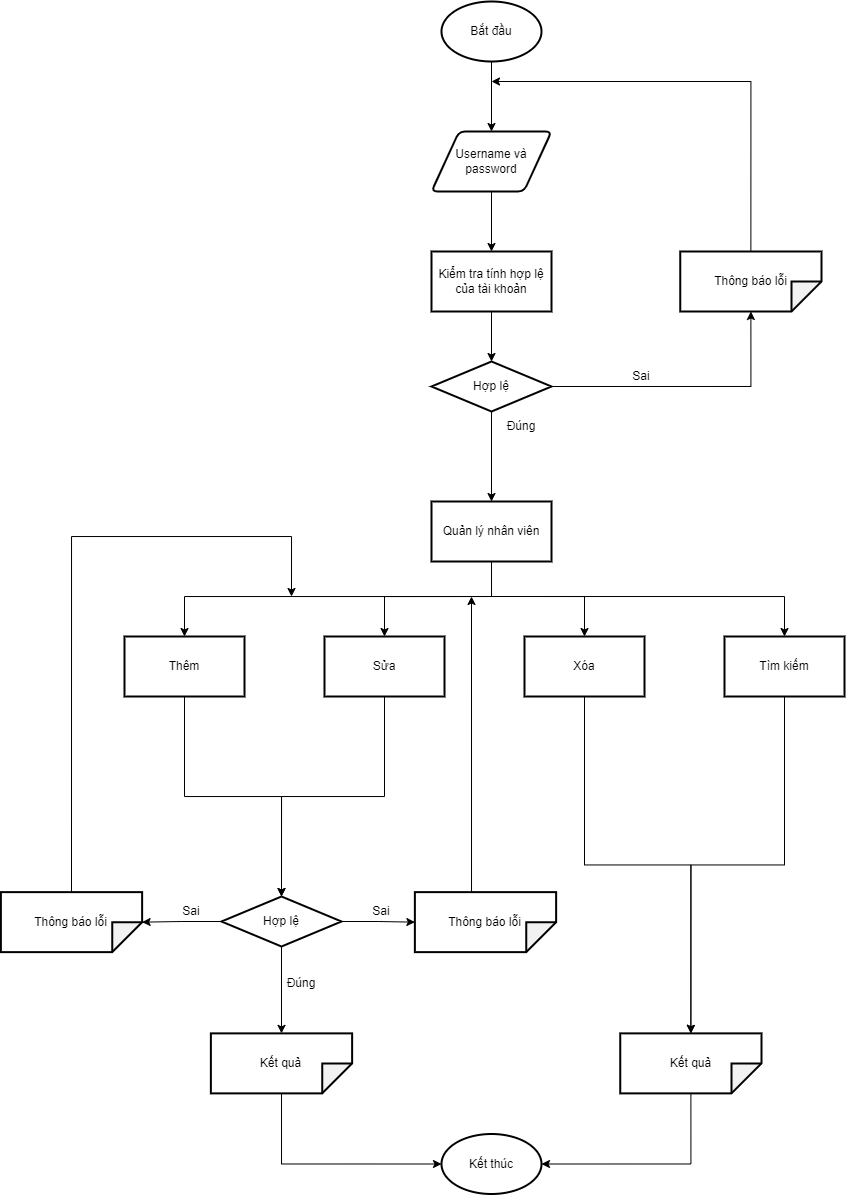 Bắt đầu
Username và
password
Kiểm tra tính hợp lệ
của tài khoản
Thông báo lỗi
Hợp lệ
Sai
Đúng
Quản lý nhân viên
Thêm
Sửa
Xóa
Tìm kiếm
Thông báo lỗi
Sai
Hợp lệ
Sai
Thông báo lỗi
Đúng
Kết quả
Kết quả
Kết thúc